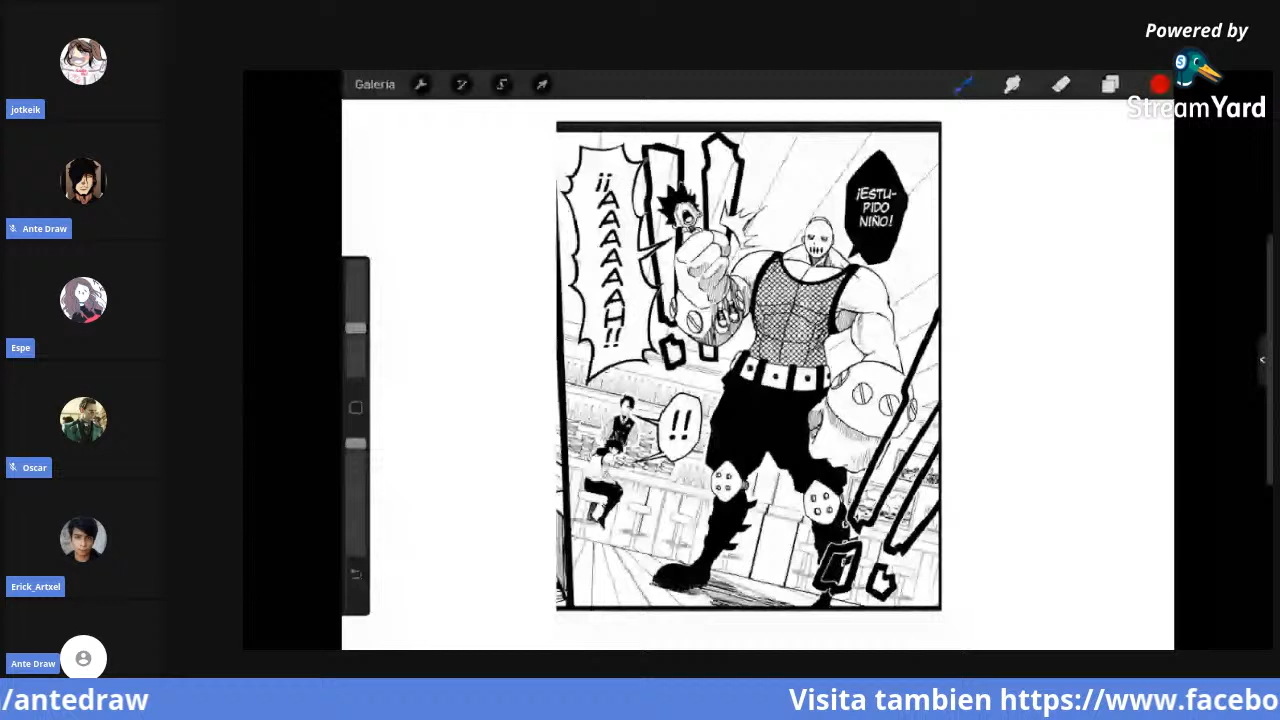 Powered by
StreamYard
Galería
jotkeik
Ante Draw
Espe
Oscar
Erick_Artxel
Ante Draw
¡¡AAAAAAH!!
¡ESTU-
PIDO
NIÑO!
!!
/antedraw
Visita tambien https://www.facebo